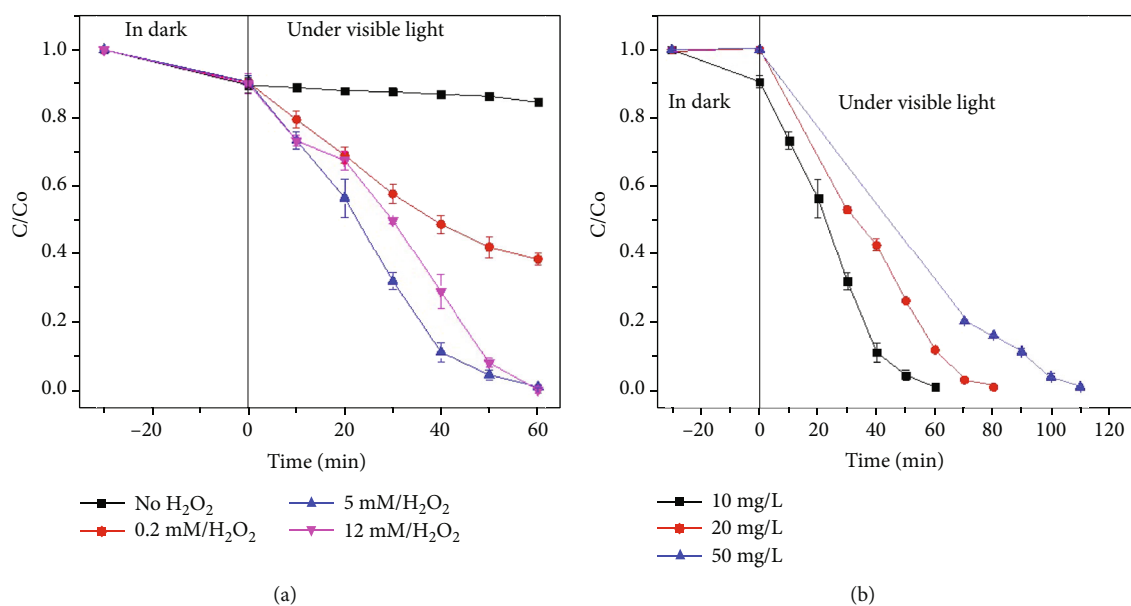 In dark
Under visible light
1.0
0.8
0.6
0.4
0.2
0.0
C/Co
−20
0
20
40
60
Time (min)
No H₂O₂
0.2 mM/H₂O₂
5 mM/H₂O₂
12 mM/H₂O₂
(a)
1.0
0.8
0.6
0.4
0.2
0.0
C/Co
In dark
Under visible light
−20
0
20
40
60
80
100
120
Time (min)
10 mg/L
20 mg/L
50 mg/L
(b)